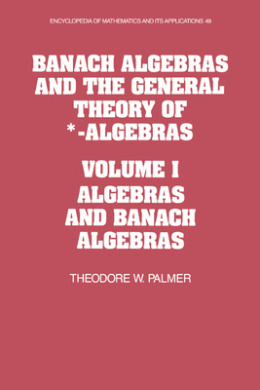 ENCYCLOPEDIA OF MATHEMATICS AND ITS APPLICATIONS 49
BANACH ALGEBRAS
AND THE GENERAL
THEORY OF
*-ALGEBRAS
VOLUME I
ALGEBRAS
AND BANACH
ALGEBRAS
THEODORE W. PALMER